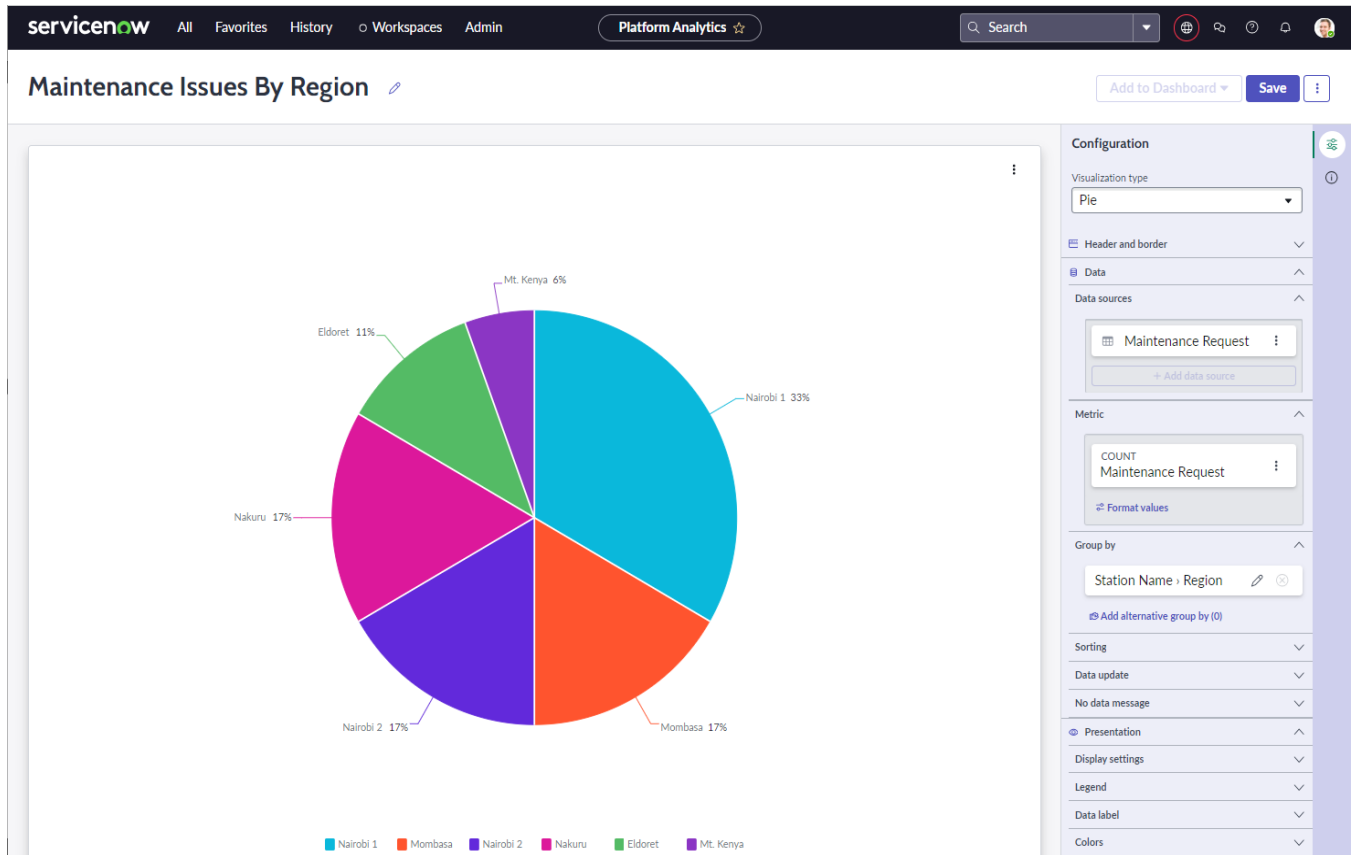 servicenow All Favorites History Workspaces Admin Platform Analytics Search
Maintenance Issues By Region
Add to Dashboard Save
Mt. Kenya 6%
Eldoret 11%
Nairobi 1 33%
Nakuru 17%
Nairobi 2 17%
Mombasa 17%
Nairobi 1 Mombasa Nairobi 2 Nakuru Eldoret Mt. Kenya
Configuration
Visualization type
Pie
Header and border
Data
Data sources
Maintenance Request
+ Add data source
Metric
COUNT
Maintenance Request
Format values
Group by
Station Name › Region
Add alternative group by (0)
Sorting
Data update
No data message
Presentation
Display settings
Legend
Data label
Colors